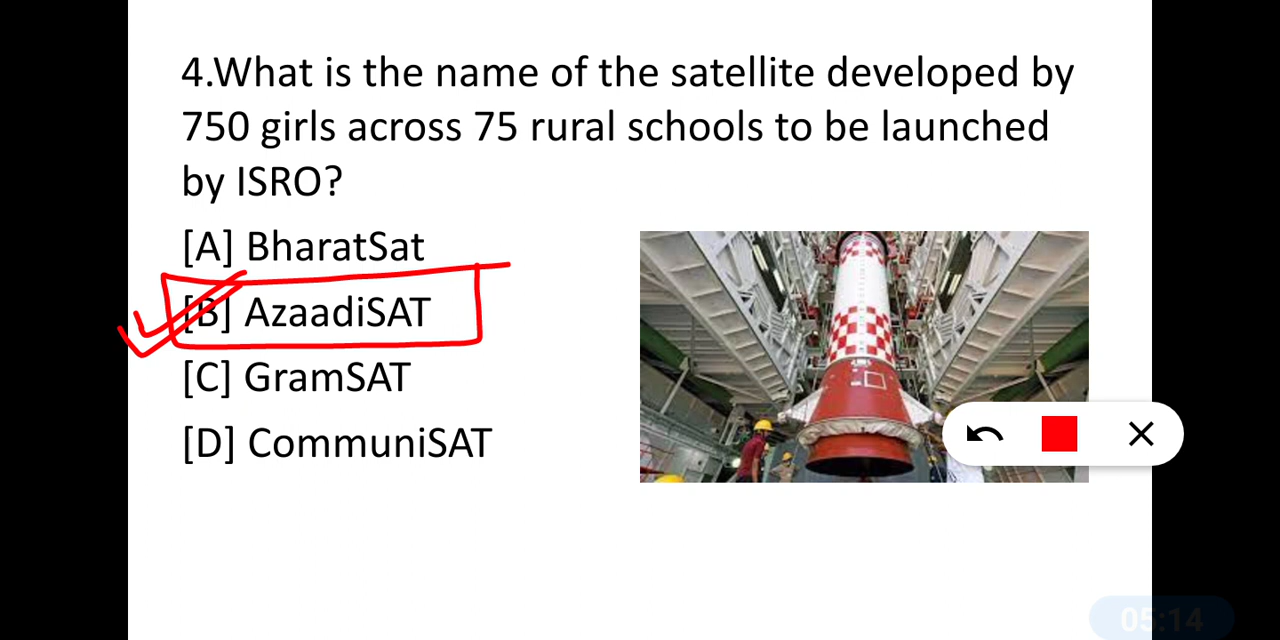 4.What is the name of the satellite developed by
750 girls across 75 rural schools to be launched
by ISRO?
[A] BharatSat
[B] AzaadiSAT
[C] GramSAT
[D] CommuniSAT
05:14